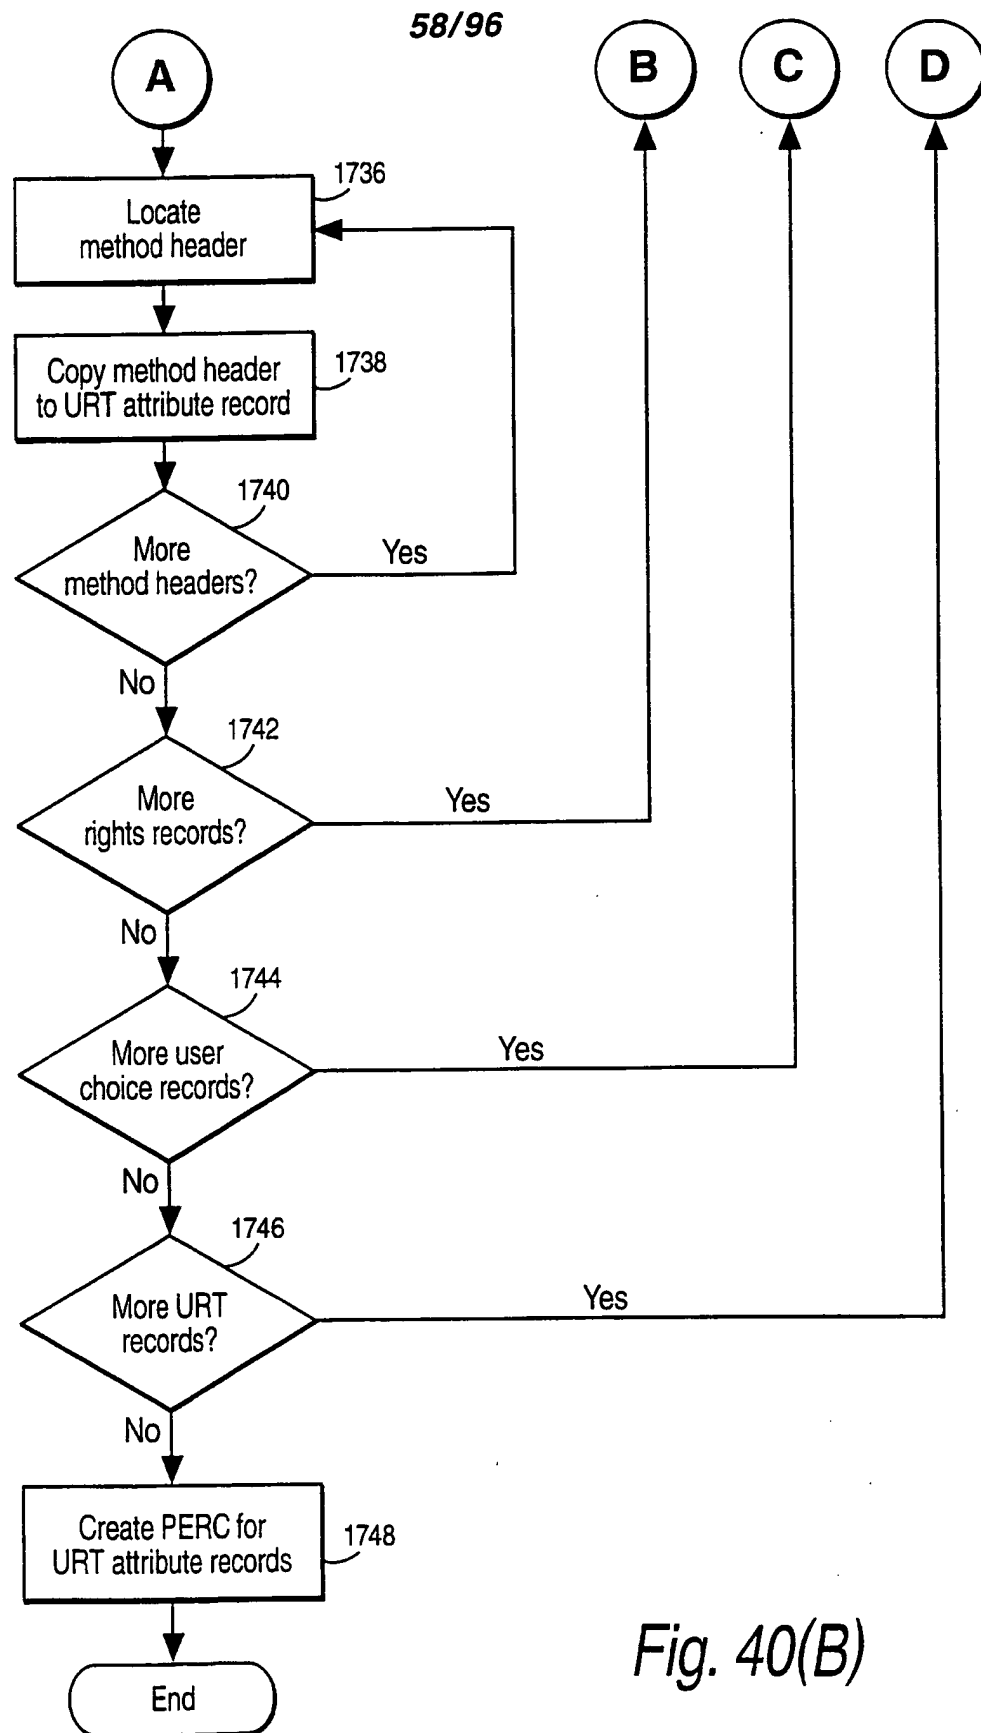 58/96
A
B
C
D
1736
Locate
method header
1738
Copy method header
to URT attribute record
1740
More
method headers?
Yes
No
1742
More
rights records?
Yes
No
1744
More user
choice records?
Yes
No
1746
More URT
records?
Yes
No
Create PERC for
URT attribute records
1748
End
Fig. 40(B)